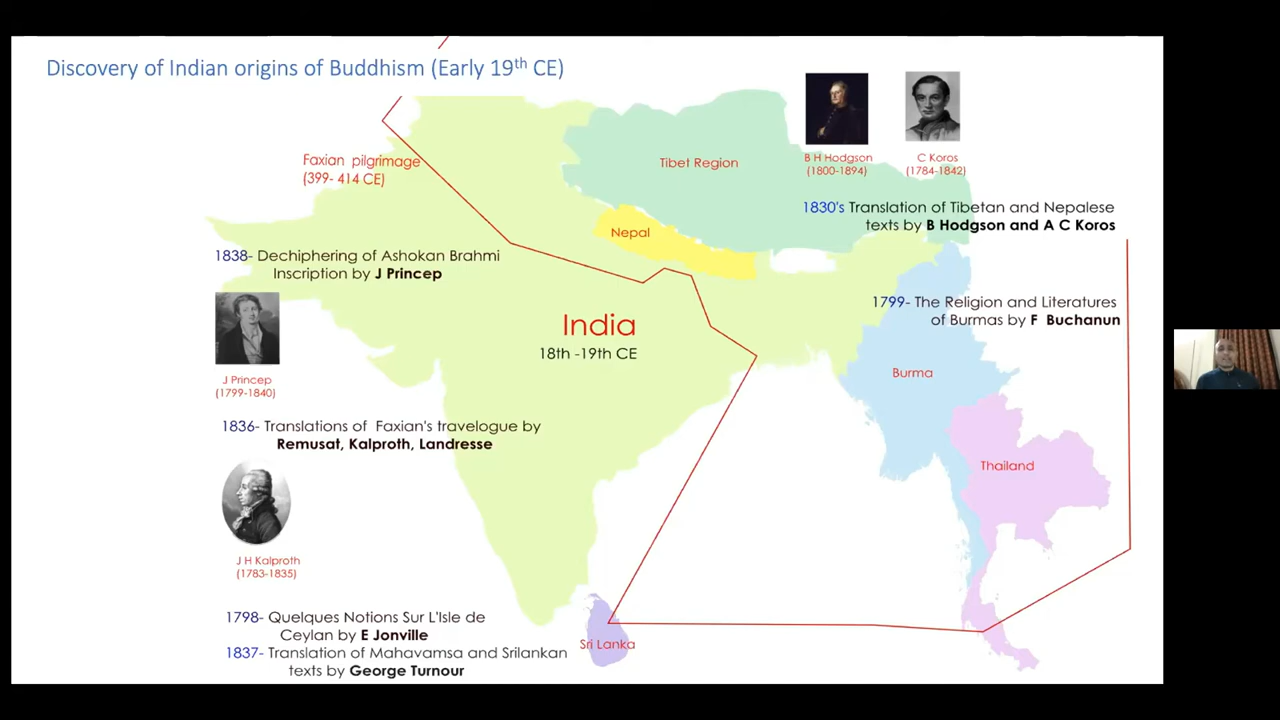 Discovery of Indian origins of Buddhism (Early 19th CE)
Faxian pilgrimage
(399- 414 CE)
Tibet Region
B H Hodgson
(1800-1894)
C Koros
(1784-1842)
1830's Translation of Tibetan and Nepalese
texts by B Hodgson and A C Koros
Nepal
1838- Dechiphering of Ashokan Brahmi
Inscription by J Princep
J Princep
(1799-1840)
India
18th -19th CE
1799- The Religion and Literatures
of Burmas by F Buchanun
Burma
Thailand
1836- Translations of Faxian's travelogue by
Remusat, Kalproth, Landresse
J H Kalproth
(1783-1835)
1798- Quelques Notions Sur L'Isle de
Ceylan by E Jonville
1837- Translation of Mahavamsa and Srilankan
texts by George Turnour
Sri Lanka